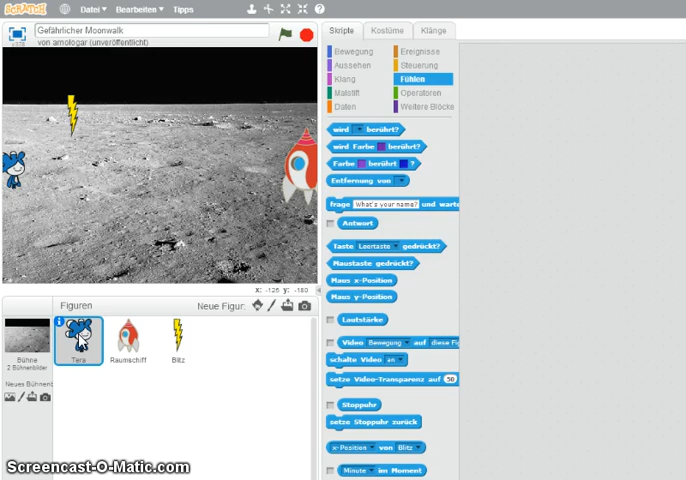 SCRATCH
Datei
Bearbeiten
Tipps
Gefährlicher Moonwalk
von arnologar (unveröffentlicht)
Skripte
Kostüme
Klänge
Bewegung
Ereignisse
Aussehen
Steuerung
Klang
Fühlen
Malstift
Operatoren
Daten
Weitere Blöcke
wird berührt?
wird Farbe berührt?
Farbe berührt ?
Entfernung von
frage What's your name? und warte
Antwort
Taste Leertaste gedrückt?
Maustaste gedrückt?
Maus x-Position
Maus y-Position
Lautstärke
Video Bewegung auf diese Fig
schalte Video an
setze Video-Transparenz auf 50
Stoppuhr
setze Stoppuhr zurück
x-Position von Blitz
Minute im Moment
x: -125 y: -180
Figuren
Neue Figur:
Bühne
2 Bühnenbilder
Neues Bühnenb
Tera
Raumschiff
Blitz
Screencast-O-Matic.com